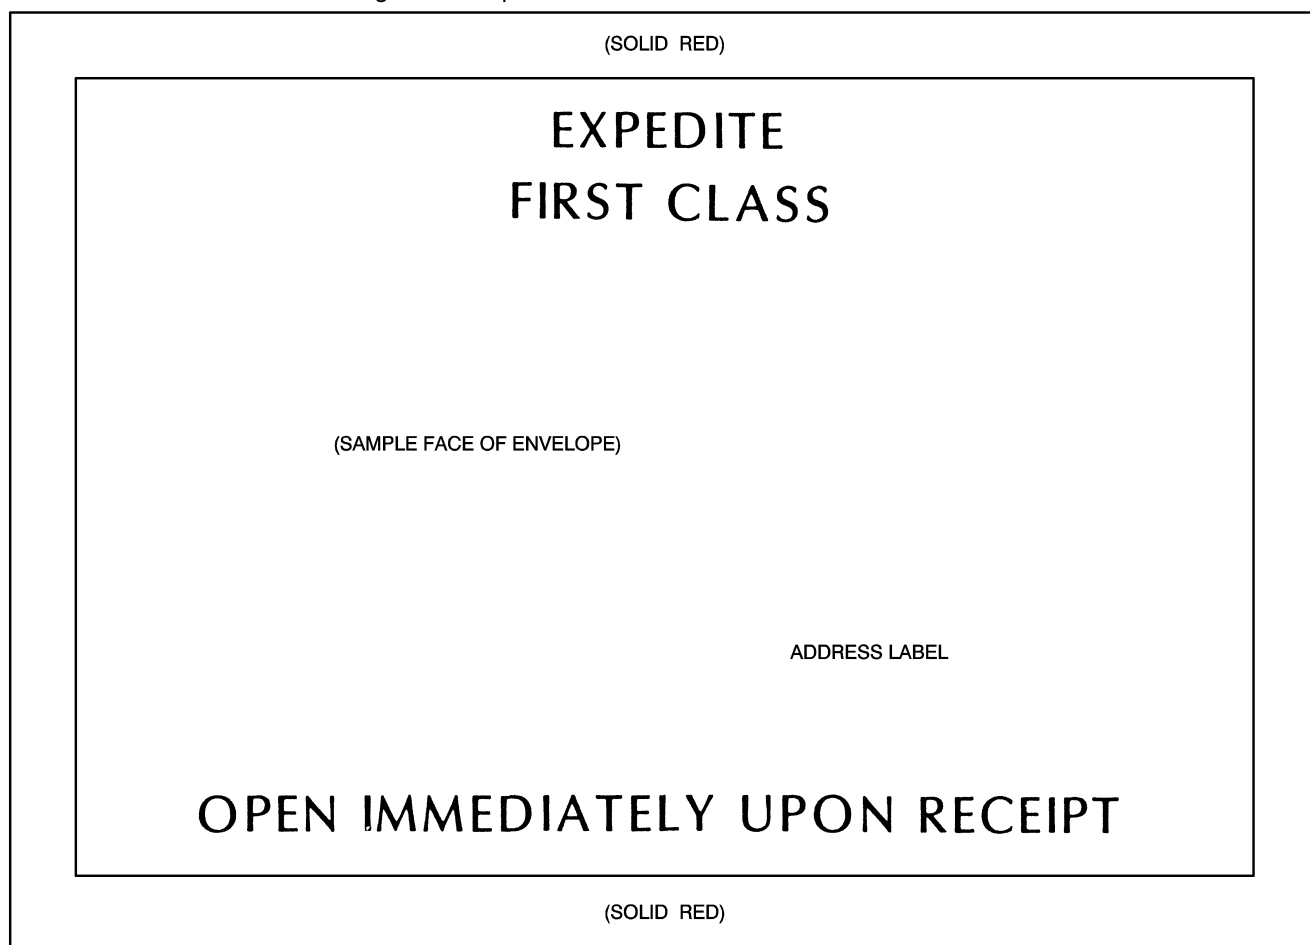 (SOLID RED)
EXPEDITE
FIRST CLASS
(SAMPLE FACE OF ENVELOPE)
ADDRESS LABEL
OPEN IMMEDIATELY UPON RECEIPT
(SOLID RED)